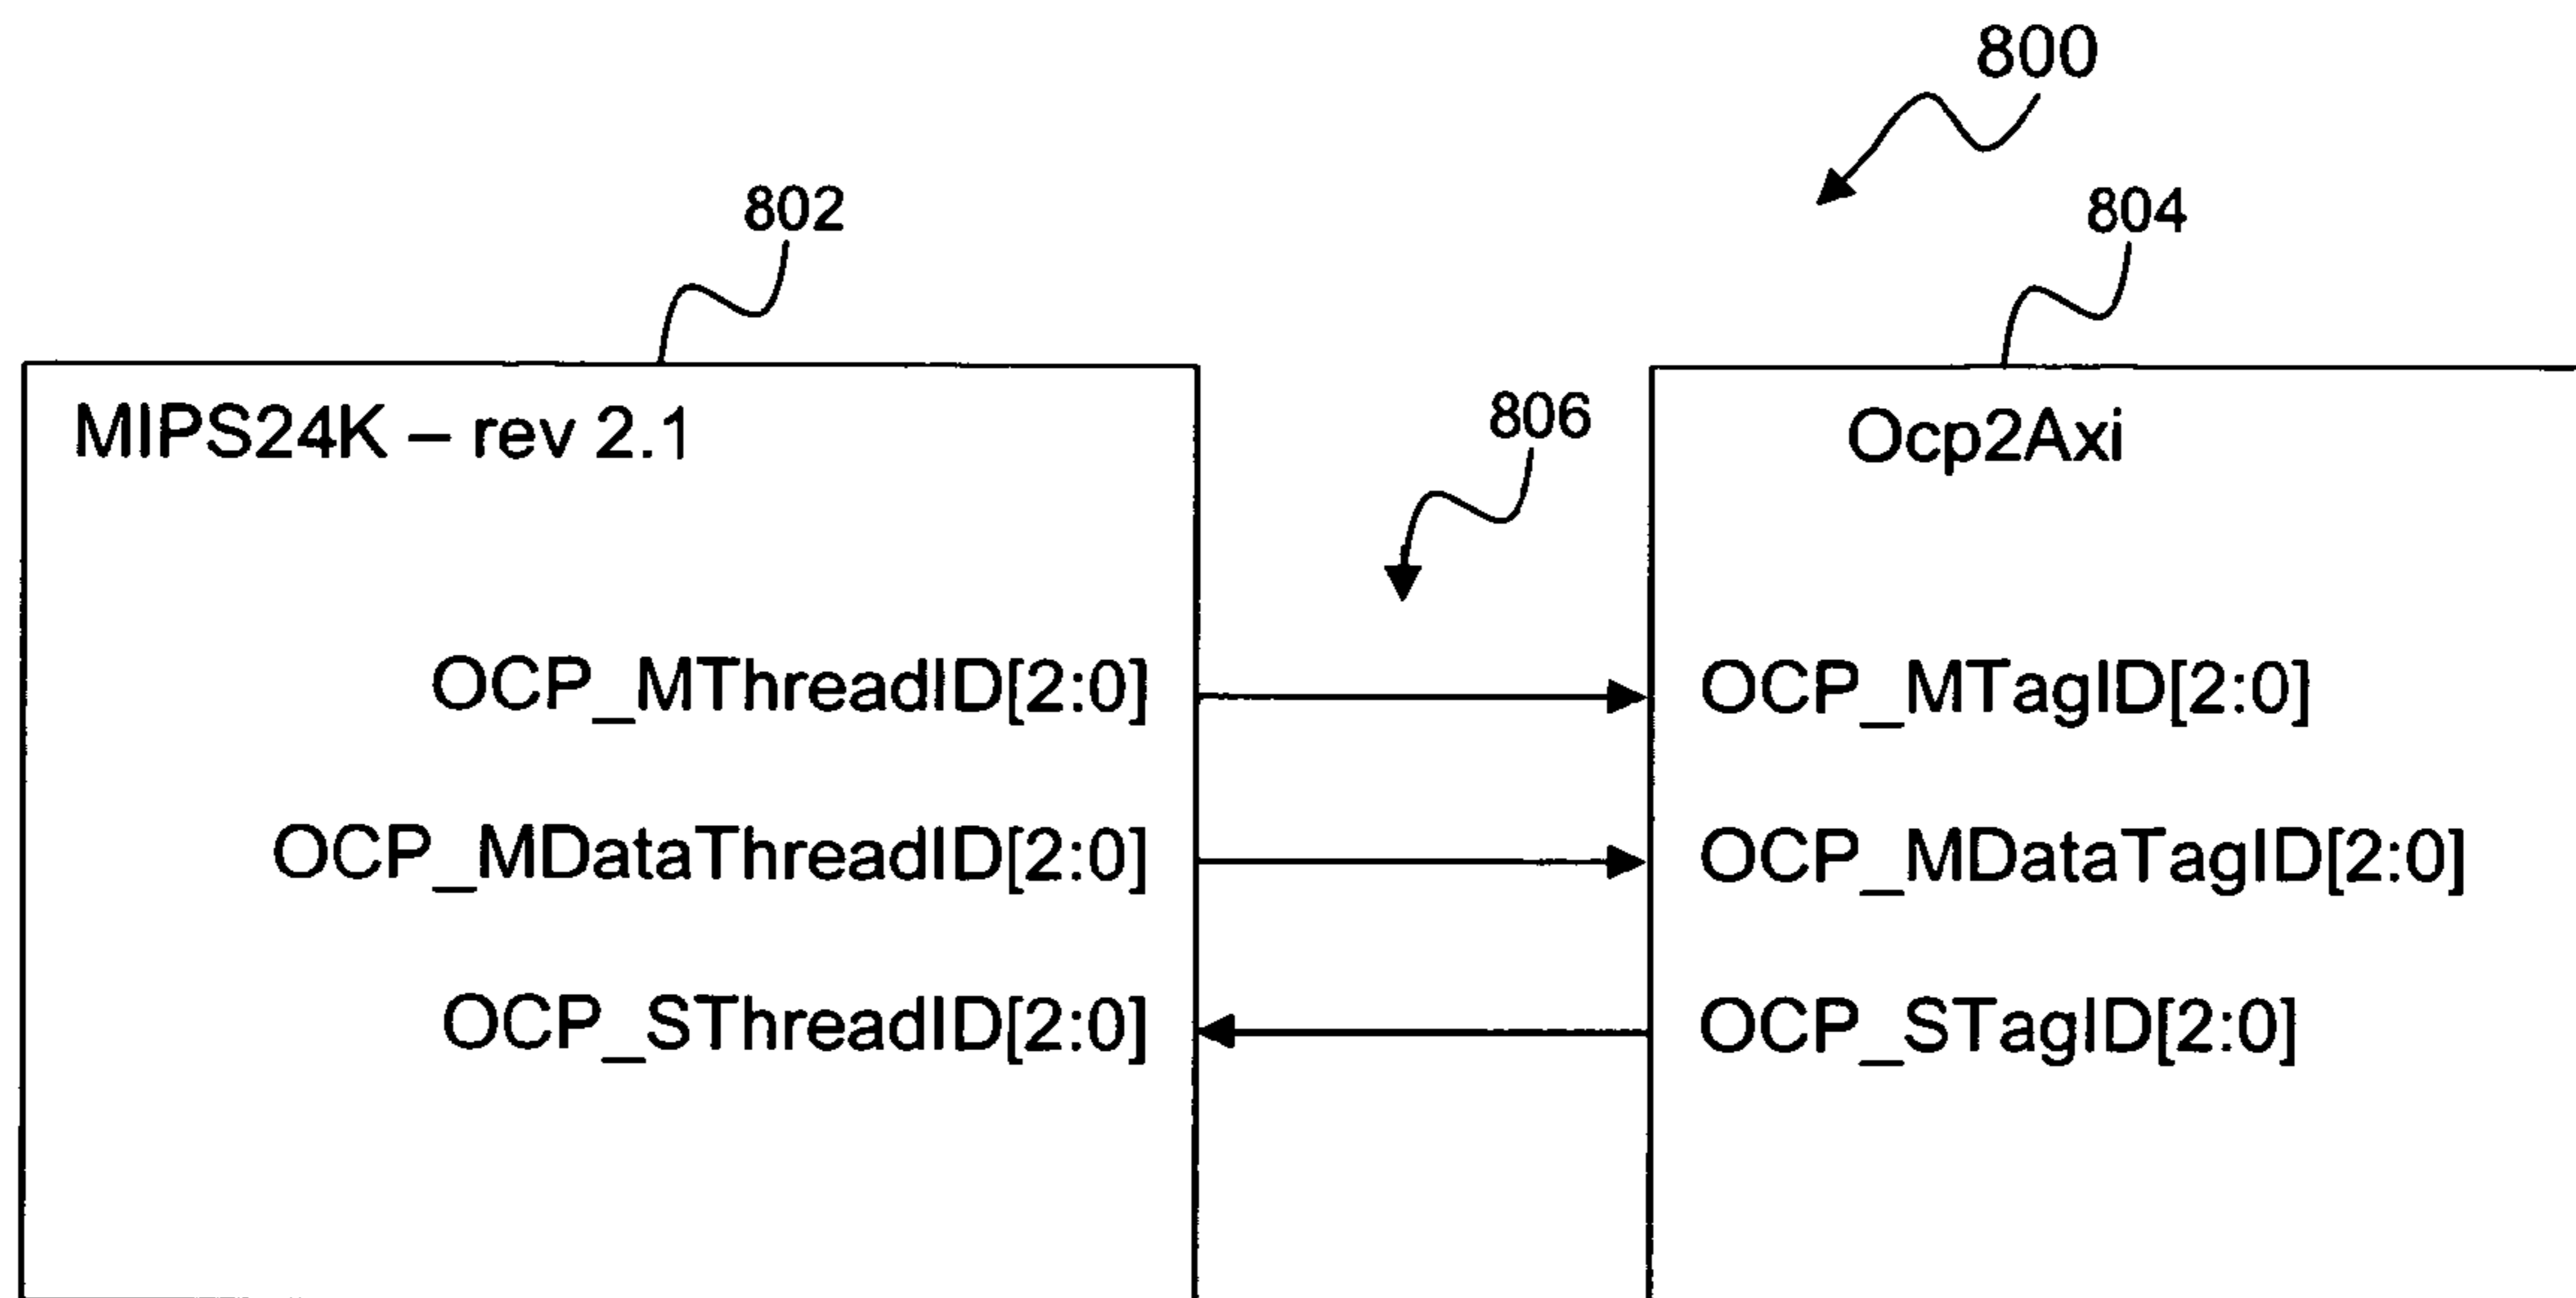 800
802
804
MIPS24K – rev 2.1
806
Ocp2Axi
OCP_MThreadID[2:0]
OCP_MTagID[2:0]
OCP_MDataThreadID[2:0]
OCP_MDataTagID[2:0]
OCP_SThreadID[2:0]
OCP_STagID[2:0]